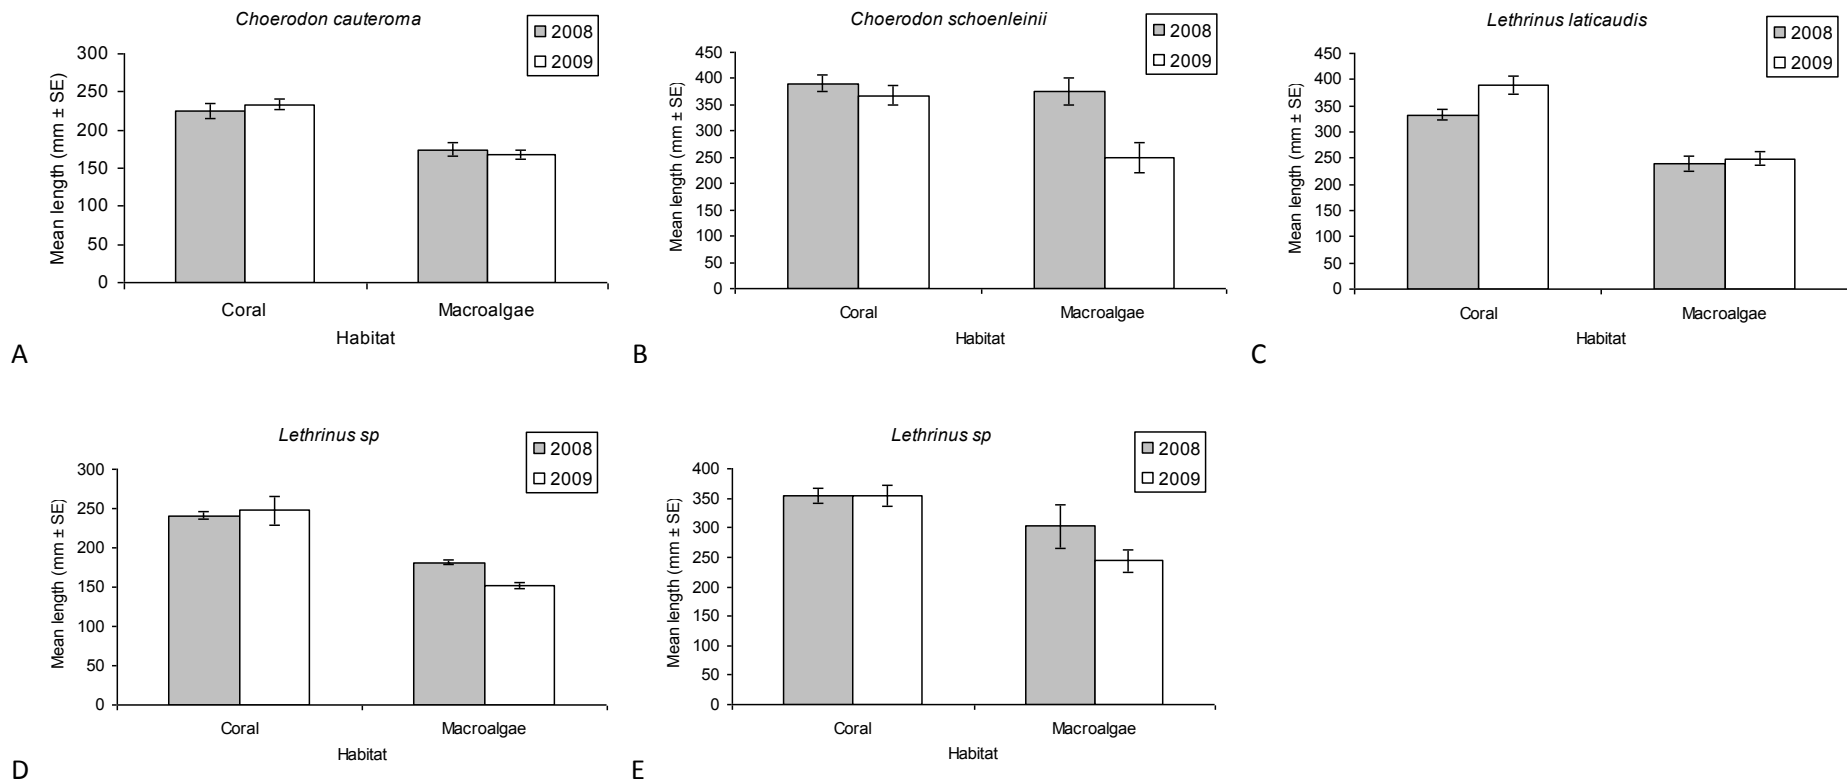 Choerodon cauteroma
2008
2009
Mean length (mm ± SE)
300
250
200
150
100
50
0
Coral Macroalgae
Habitat
A
Choerodon schoenleinii
2008
2009
Mean length (mm ± SE)
450
400
350
300
250
200
150
100
50
0
Coral Macroalgae
Habitat
B
Lethrinus laticaudis
2008
2009
Mean length (mm ± SE)
450
400
350
300
250
200
150
100
50
0
Coral Macroalgae
Habitat
C
Lethrinus sp
2008
2009
Mean length (mm ± SE)
300
250
200
150
100
50
0
Coral Macroalgae
Habitat
D
Lethrinus sp
2008
2009
Mean length (mm ± SE)
400
350
300
250
200
150
100
50
0
Coral Macroalgae
Habitat
E